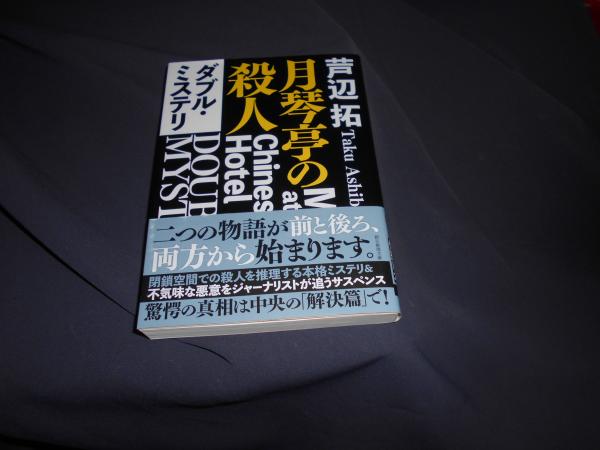 芦辺 拓
Taku Ashib
月琴亭の
殺人
M
at
Chines
Hotel
ダブル・
ミステリ
DOUB
MYST
二つの物語が前と後ろ、
両方から始まります。
閉鎖空間での殺人を推理する本格ミステリ&
不気味な悪意をジャーナリストが追うサスペンス
驚愕の真相は中央の「解決篇」で!